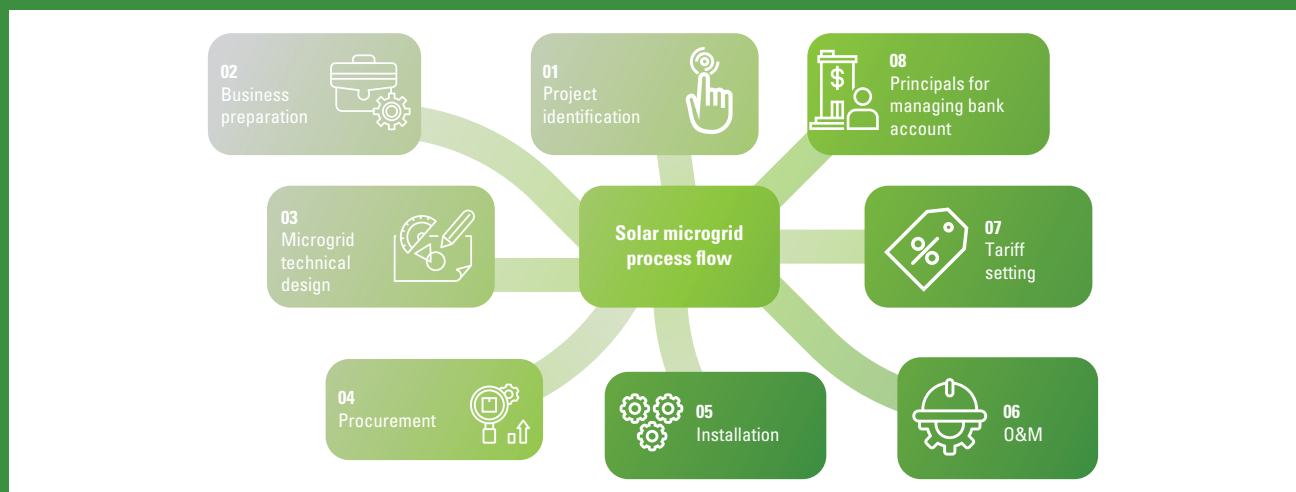 02
Business
preparation
01
Project
identification
$
08
Principals for
managing bank
account
03
Microgrid
technical
design
Solar microgrid
process flow
%
07
Tariff
setting
04
Procurement
05
Installation
06
O&M